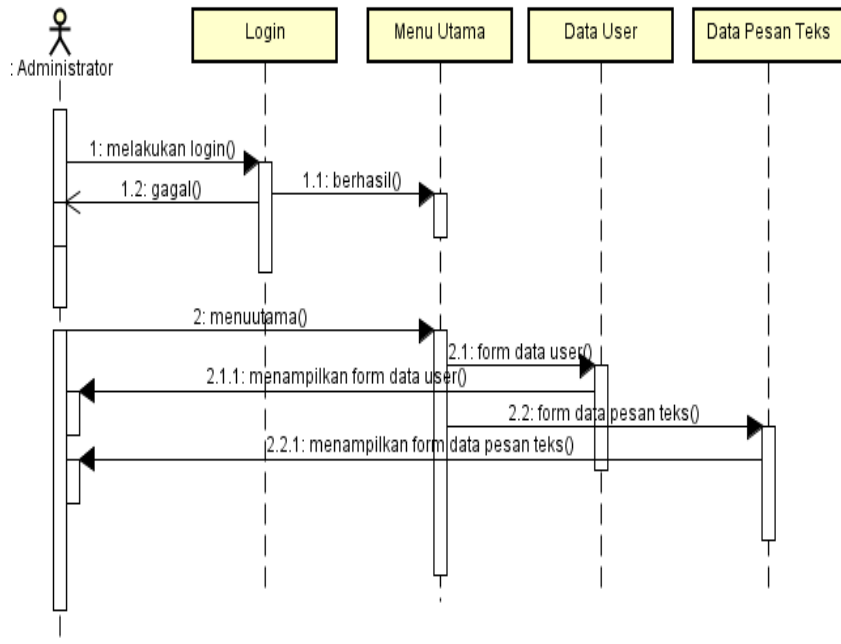 Login
Menu Utama
Data User
Data Pesan Teks
: Administrator
1: melakukan login()
1.1: berhasil()
1.2: gagal()
2: menuutama()
2.1: form data user()
2.1.1: menampilkan form data user()
2.2: form data pesan teks()
2.2.1: menampilkan form data pesan teks()